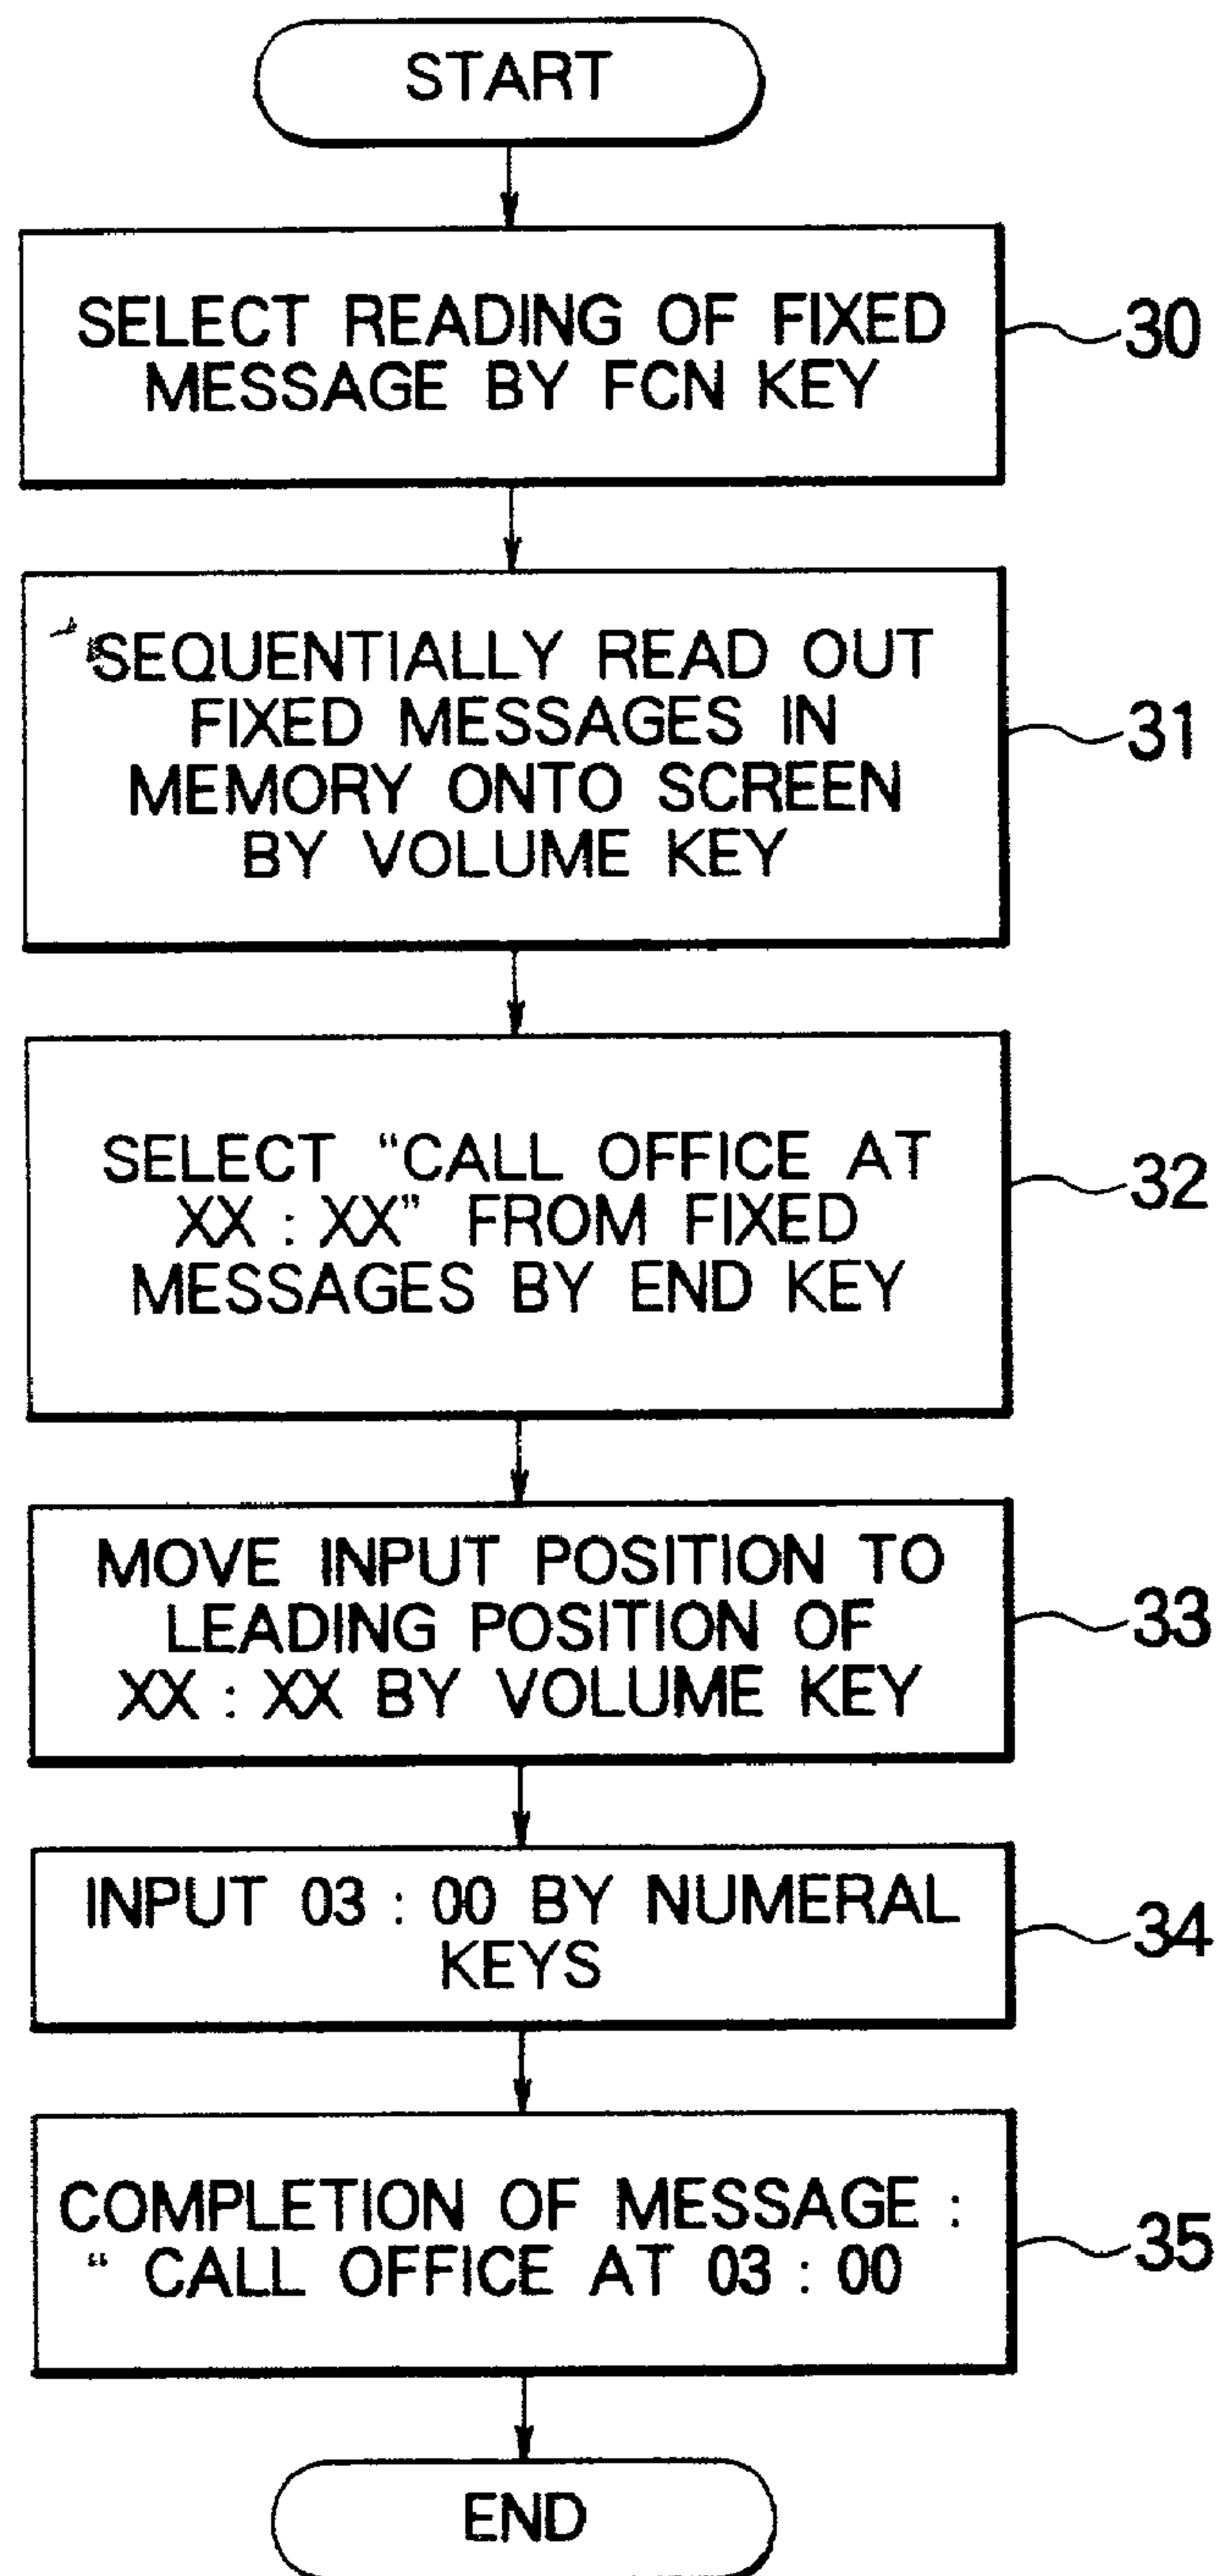 START
SELECT READING OF FIXED
MESSAGE BY FCN KEY
30
SEQUENTIALLY READ OUT
FIXED MESSAGES IN
MEMORY ONTO SCREEN
BY VOLUME KEY
31
SELECT “CALL OFFICE AT
XX : XX” FROM FIXED
MESSAGES BY END KEY
32
MOVE INPUT POSITION TO
LEADING POSITION OF
XX : XX BY VOLUME KEY
33
INPUT 03 : 00 BY NUMERAL
KEYS
34
COMPLETION OF MESSAGE :
“ CALL OFFICE AT 03 : 00
35
END